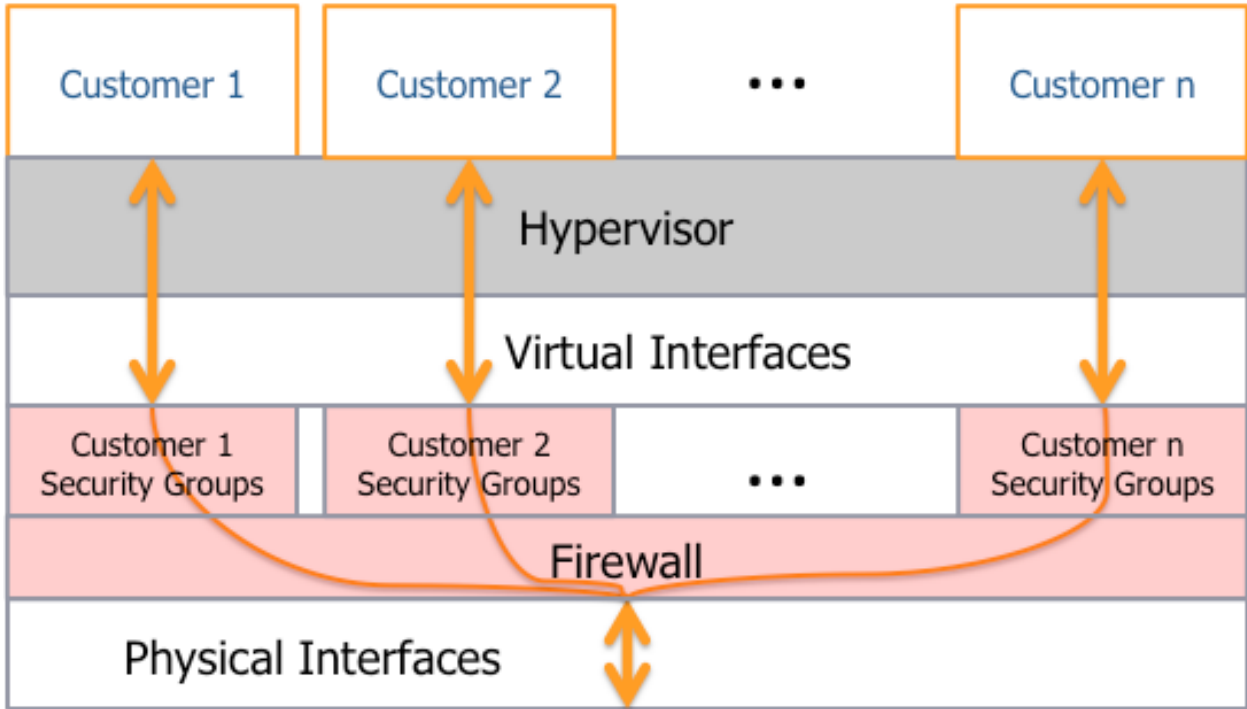 Customer 1
Customer 2
...
Customer n
Hypervisor
Virtual Interfaces
Customer 1
Security Groups
Customer 2
Security Groups
...
Customer n
Security Groups
Firewall
Physical Interfaces